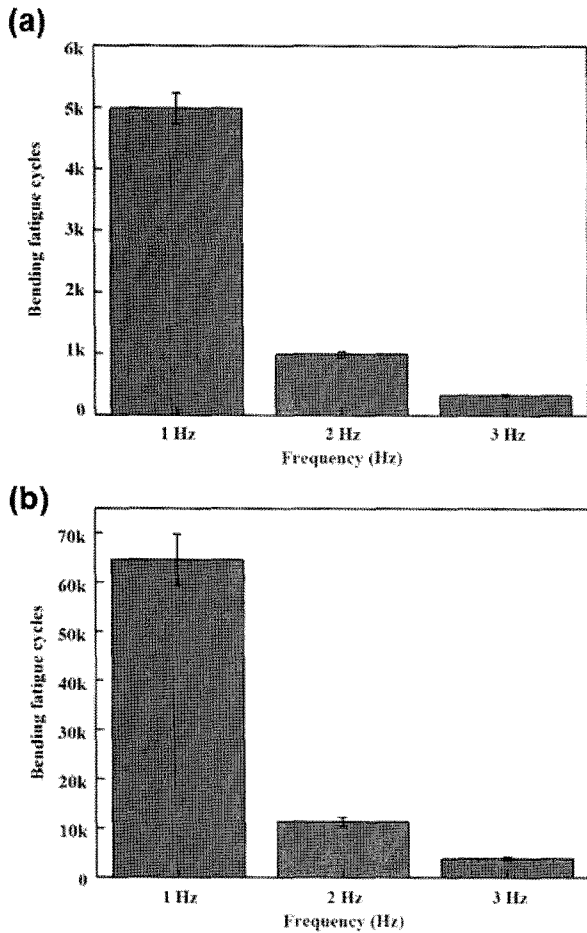 (a)
Bending fatigue cycles
6k
5k
4k
3k
2k
1k
0
1 Hz 2 Hz 3 Hz
Frequency (Hz)
(b)
Bending fatigue cycles
70k
60k
50k
40k
30k
20k
10k
0
1 Hz 2 Hz 3 Hz
Frequency (Hz)